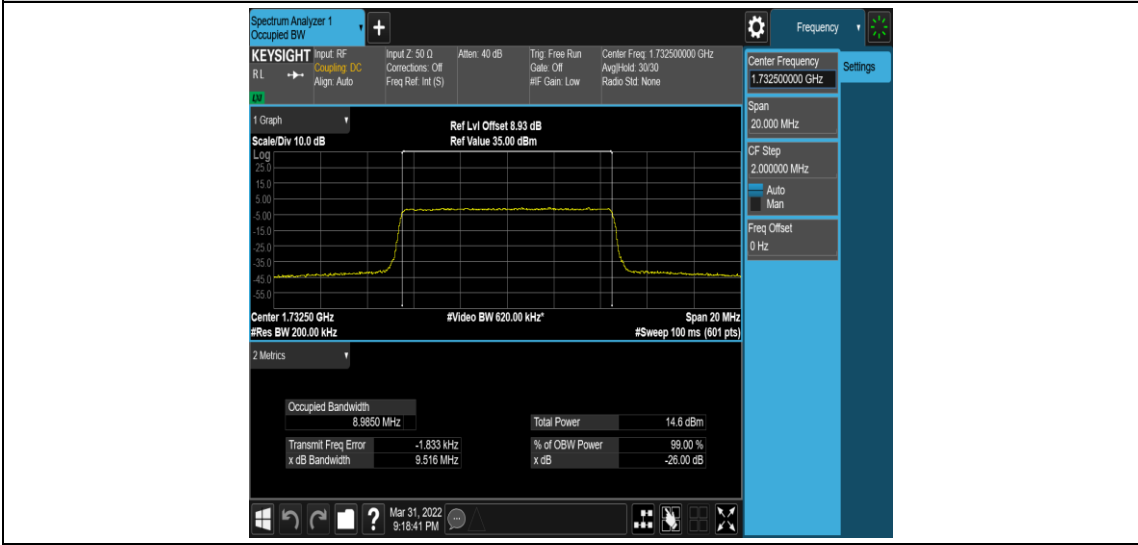 Spectrum Analyzer 1
Occupied BW
+
Frequency
KEYSIGHT
RL
Input: RF
Coupling: DC
Align: Auto
Input Z: 50 Ω
Corrections: Off
Freq Ref: Int (S)
Atten: 40 dB
Trig: Free Run
Gate: Off
#IF Gain: Low
Center Freq: 1.732500000 GHz
Avg|Hold: 30/30
Radio Std: None
Center Frequency
1.732500000 GHz
Settings
Span
20.000 MHz
CF Step
2.000000 MHz
Auto
Man
Freq Offset
0 Hz
1 Graph
Scale/Div 10.0 dB
Ref Lvl Offset 8.93 dB
Ref Value 35.00 dBm
Log
25.0
15.0
5.00
-5.00
-15.0
-25.0
-35.0
-45.0
-55.0
Center 1.73250 GHz
#Res BW 200.00 kHz
#Video BW 620.00 kHz*
Span 20 MHz
#Sweep 100 ms (601 pts)
2 Metrics
Occupied Bandwidth
8.9850 MHz
Total Power 14.6 dBm
Transmit Freq Error -1.833 kHz
% of OBW Power 99.00 %
x dB Bandwidth 9.516 MHz
x dB -26.00 dB
?
Mar 31, 2022
9:18:41 PM